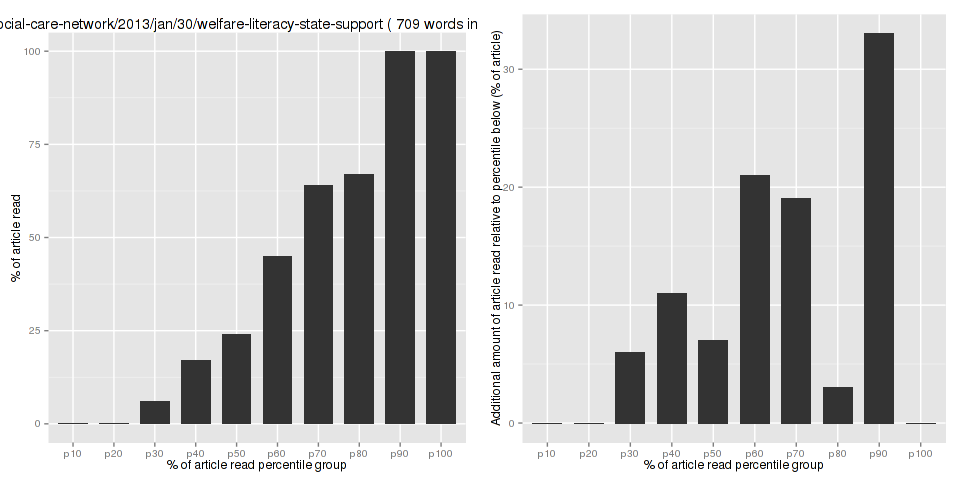 ocial-care-network/2013/jan/30/welfare-literacy-state-support ( 709 words in
% of article read
100
75
50
25
0
p10 p20 p30 p40 p50 p60 p70 p80 p90 p100
% of article read percentile group
Additional amount of article read relative to percentile below (% of article)
30
20
10
0
p10 p20 p30 p40 p50 p60 p70 p80 p90 p100
% of article read percentile group